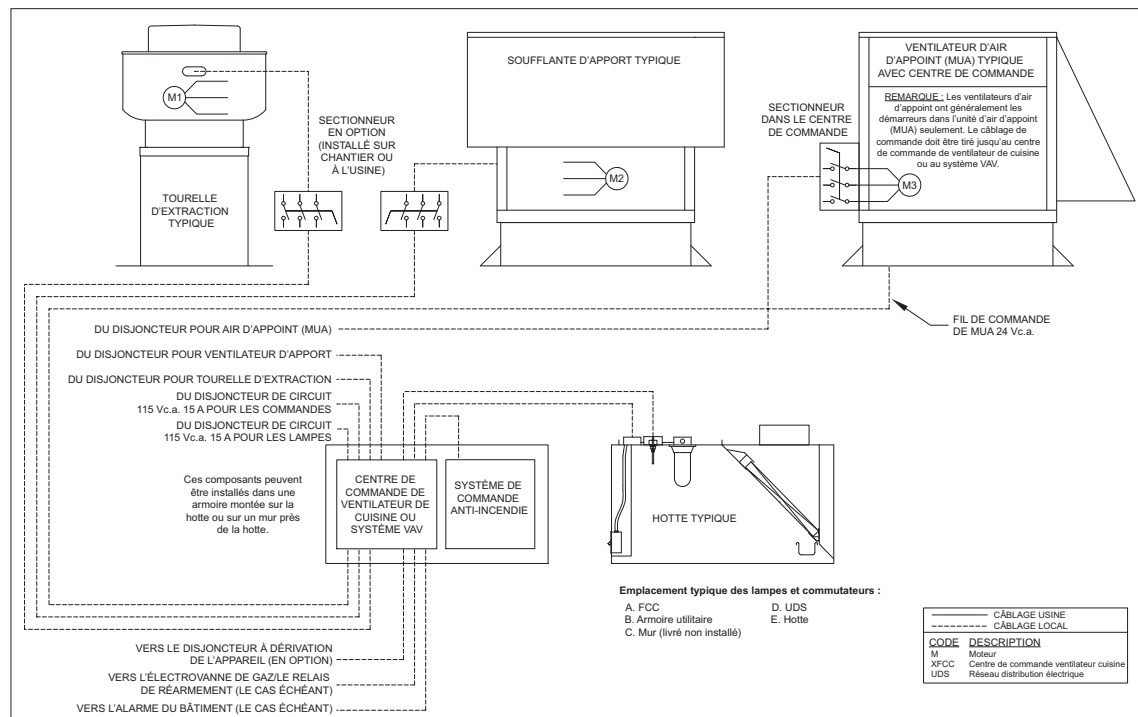 M1
TOURELLE
D'EXTRACTION
TYPIQUE
SECTIONNEUR
EN OPTION
(INSTALLÉ SUR
CHANTIER OU
À L'USINE)
SOUFFLANTE D'APPORT TYPIQUE
M2
SECTIONNEUR
DANS LE CENTRE
DE COMMANDE
VENTILATEUR D'AIR
D'APPOINT (MUA) TYPIQUE
AVEC CENTRE DE COMMANDE
REMARQUE : Les ventilateurs d'air
d'appoint ont généralement les
démarreurs dans l'unité d'air d'appoint
(MUA) seulement. Le câblage de
commande doit être tiré jusqu'au centre
de commande de ventilateur de cuisine
ou au système VAV.
M3
FIL DE COMMANDE
DE MUA 24 Vc.a.
DU DISJONCTEUR POUR AIR D'APPOINT (MUA)
DU DISJONCTEUR POUR VENTILATEUR D'APPORT
DU DISJONCTEUR POUR TOURELLE D'EXTRACTION
DU DISJONCTEUR DE CIRCUIT
115 Vc.a. 15 A POUR LES COMMANDES
DU DISJONCTEUR DE CIRCUIT
115 Vc.a. 15 A POUR LES LAMPES
Ces composants peuvent
être installés dans une
armoire montée sur la
hotte ou sur un mur près
de la hotte.
CENTRE DE
COMMANDE DE
VENTILATEUR DE
CUISINE OU
SYSTÈME VAV
SYSTÈME DE
COMMANDE
ANTI-INCENDIE
HOTTE TYPIQUE
Emplacement typique des lampes et commutateurs :
A. FCC
B. Armoire utilitaire
C. Mur (livré non installé)
D. UDS
E. Hotte
VERS LE DISJONCTEUR À DÉRIVATION
DE L'APPAREIL (EN OPTION)
VERS L'ÉLECTROVANNE DE GAZ/LE RELAIS
DE RÉARMEMENT (LE CAS ÉCHÉANT)
VERS L'ALARME DU BÂTIMENT (LE CAS ÉCHÉANT)
CÂBLAGE USINE
CÂBLAGE LOCAL
CODE DESCRIPTION
M Moteur
XFCC Centre de commande ventilateur cuisine
UDS Réseau distribution électrique